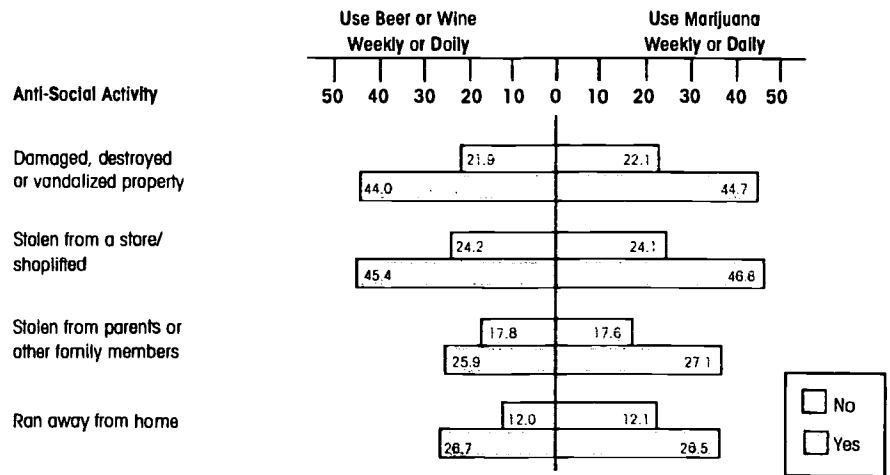 Use Beer or Wine
Weekly or Daily
Use Marijuana
Weekly or Daily
Anti-Social Activity
50 40 30 20 10 0 10 20 30 40 50
Damaged, destroyed
or vandalized property
21.9 22.1
44.0 44.7
Stolen from a store/
shoplifted
24.2 24.1
45.4 46.8
Stolen from parents or
other family members
17.8 17.6
25.9 27.1
Ran away from home
12.0 12.1
26.7 26.5
No
Yes